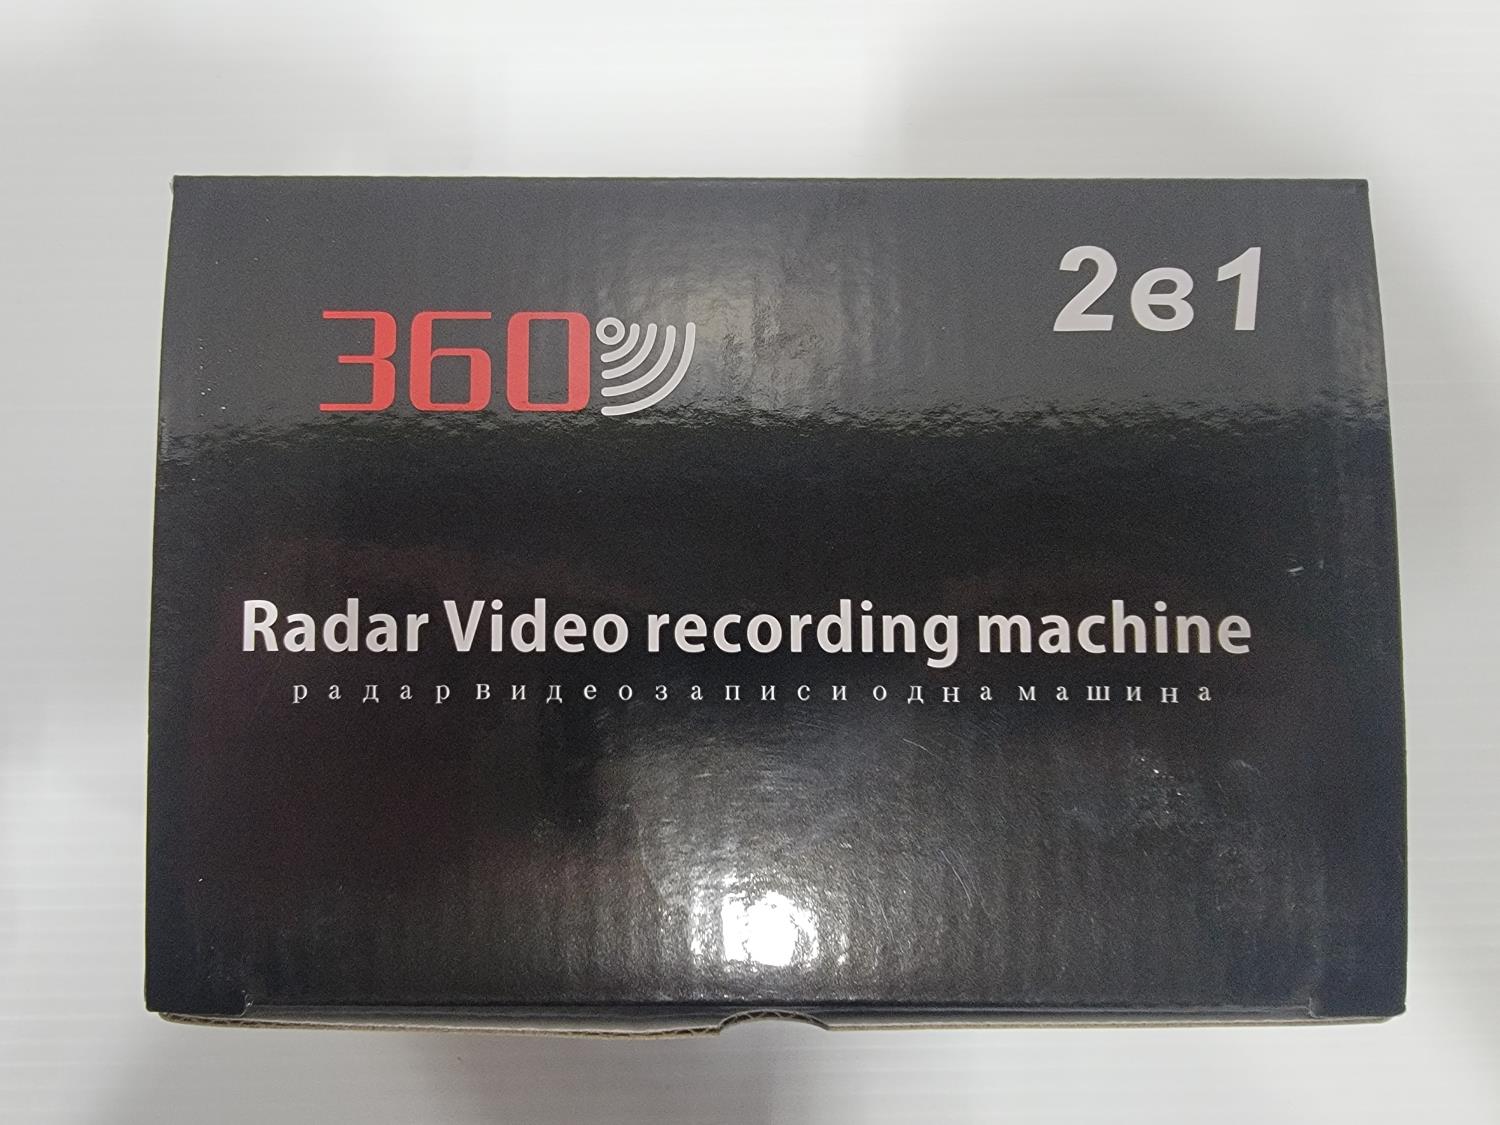 2в1
360
Radar Video recording machine
радарвидеозаписиоднамашина